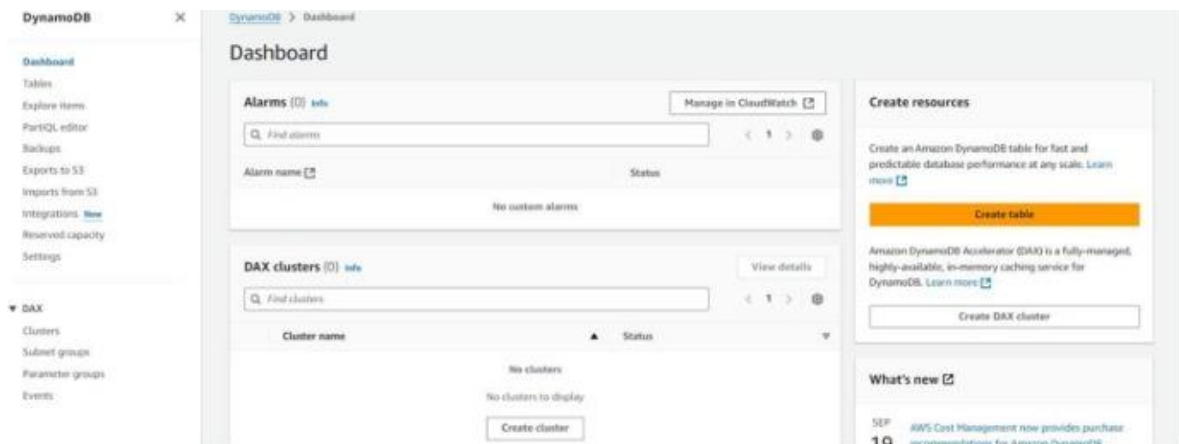 DynamoDB
Dashboard
Tables
Explore items
PartiQL editor
Backups
Exports to S3
Imports from S3
Integrations New
Reserved capacity
Settings
DAX
Clusters
Subnet groups
Parameter groups
Events
DynamoDB > Dashboard
Dashboard
Alarms (0) Info
Manage in CloudWatch
Find alarms
1
Alarm name
Status
No custom alarms
DAX clusters (0) Info
View details
Find clusters
1
Cluster name
Status
No clusters
No clusters to display
Create cluster
Create resources
Create an Amazon DynamoDB table for fast and
predictable database performance at any scale. Learn
more
Create table
Amazon DynamoDB Accelerator (DAX) is a fully-managed,
highly-available, in-memory caching service for
DynamoDB. Learn more
Create DAX cluster
What's new
SEP
19
AWS Cost Management now provides purchase
recommendations for Amazon DynamoDB